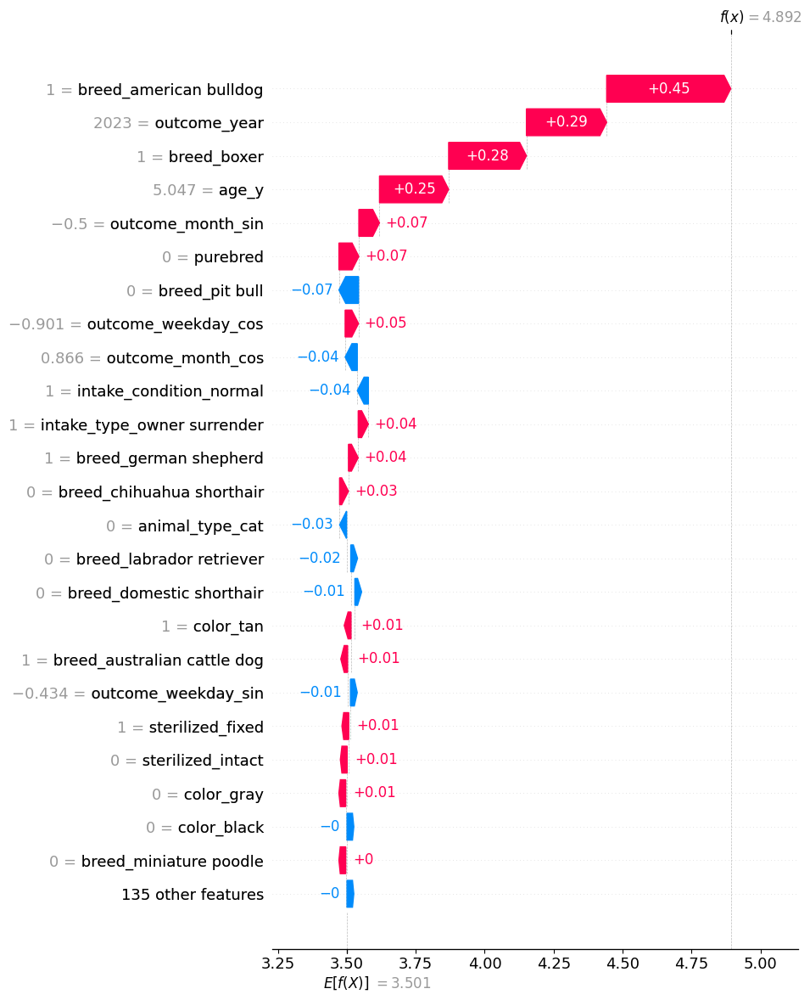 f(x) = 4.892
1 = breed_american bulldog +0.45
2023 = outcome_year +0.29
1 = breed_boxer +0.28
5.047 = age_y +0.25
−0.5 = outcome_month_sin +0.07
0 = purebred +0.07
0 = breed_pit bull −0.07
−0.901 = outcome_weekday_cos +0.05
0.866 = outcome_month_cos −0.04
1 = intake_condition_normal −0.04
1 = intake_type_owner surrender +0.04
1 = breed_german shepherd +0.04
0 = breed_chihuahua shorthair +0.03
0 = animal_type_cat −0.03
0 = breed_labrador retriever −0.02
0 = breed_domestic shorthair −0.01
1 = color_tan +0.01
1 = breed_australian cattle dog +0.01
−0.434 = outcome_weekday_sin −0.01
1 = sterilized_fixed +0.01
0 = sterilized_intact +0.01
0 = color_gray +0.01
0 = color_black −0
0 = breed_miniature poodle +0
135 other features −0
3.25 3.50 3.75 4.00 4.25 4.50 4.75 5.00
E[f(X)] = 3.501